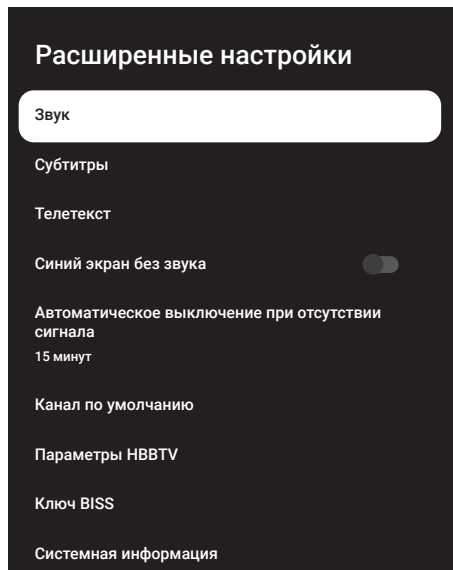 Расширенные настройки
Звук
Субтитры
Телетекст
Синий экран без звука
Автоматическое выключение при отсутствии
сигнала
15 минут
Канал по умолчанию
Параметры HBBTV
Ключ BISS
Системная информация